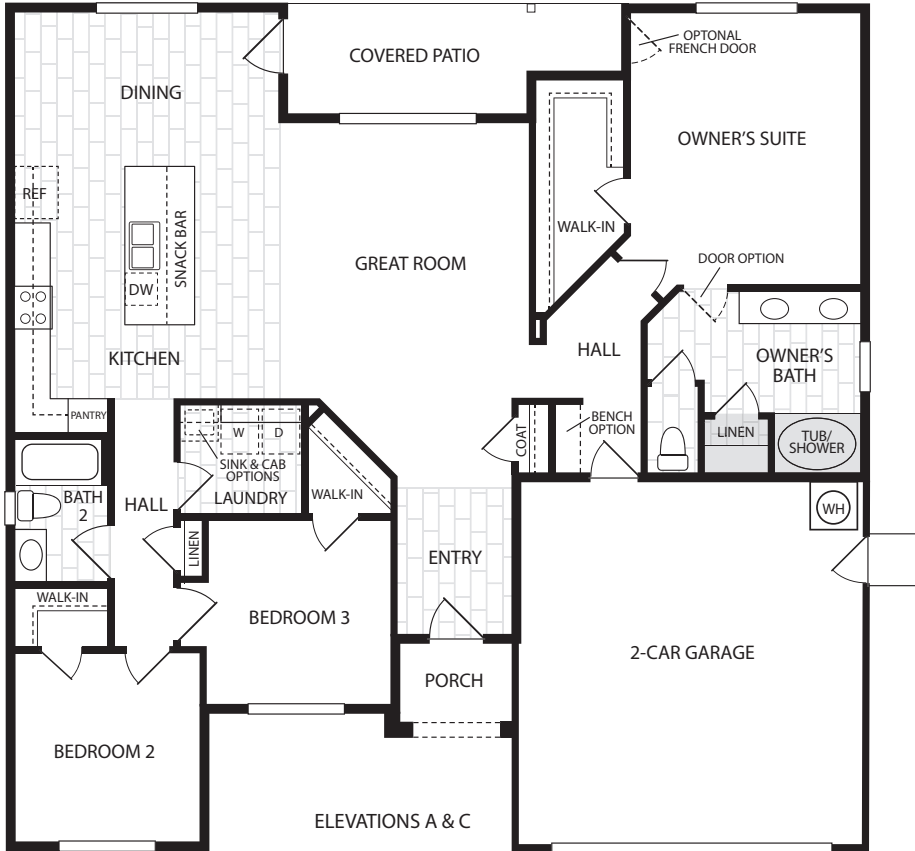 OPTIONAL
FRENCH DOOR
COVERED PATIO
DINING
OWNER'S SUITE
REF
SNACK BAR
WALK-IN
GREAT ROOM
DOOR OPTION
DW
KITCHEN
HALL
OWNER'S
BATH
PANTRY
W
D
COAT
BENCH
OPTION
LINEN
TUB/
SHOWER
SINK & CAB
OPTIONS
LAUNDRY
WALK-IN
BATH
2
HALL
WH
LINEN
ENTRY
WALK-IN
BEDROOM 3
2-CAR GARAGE
PORCH
BEDROOM 2
ELEVATIONS A & C